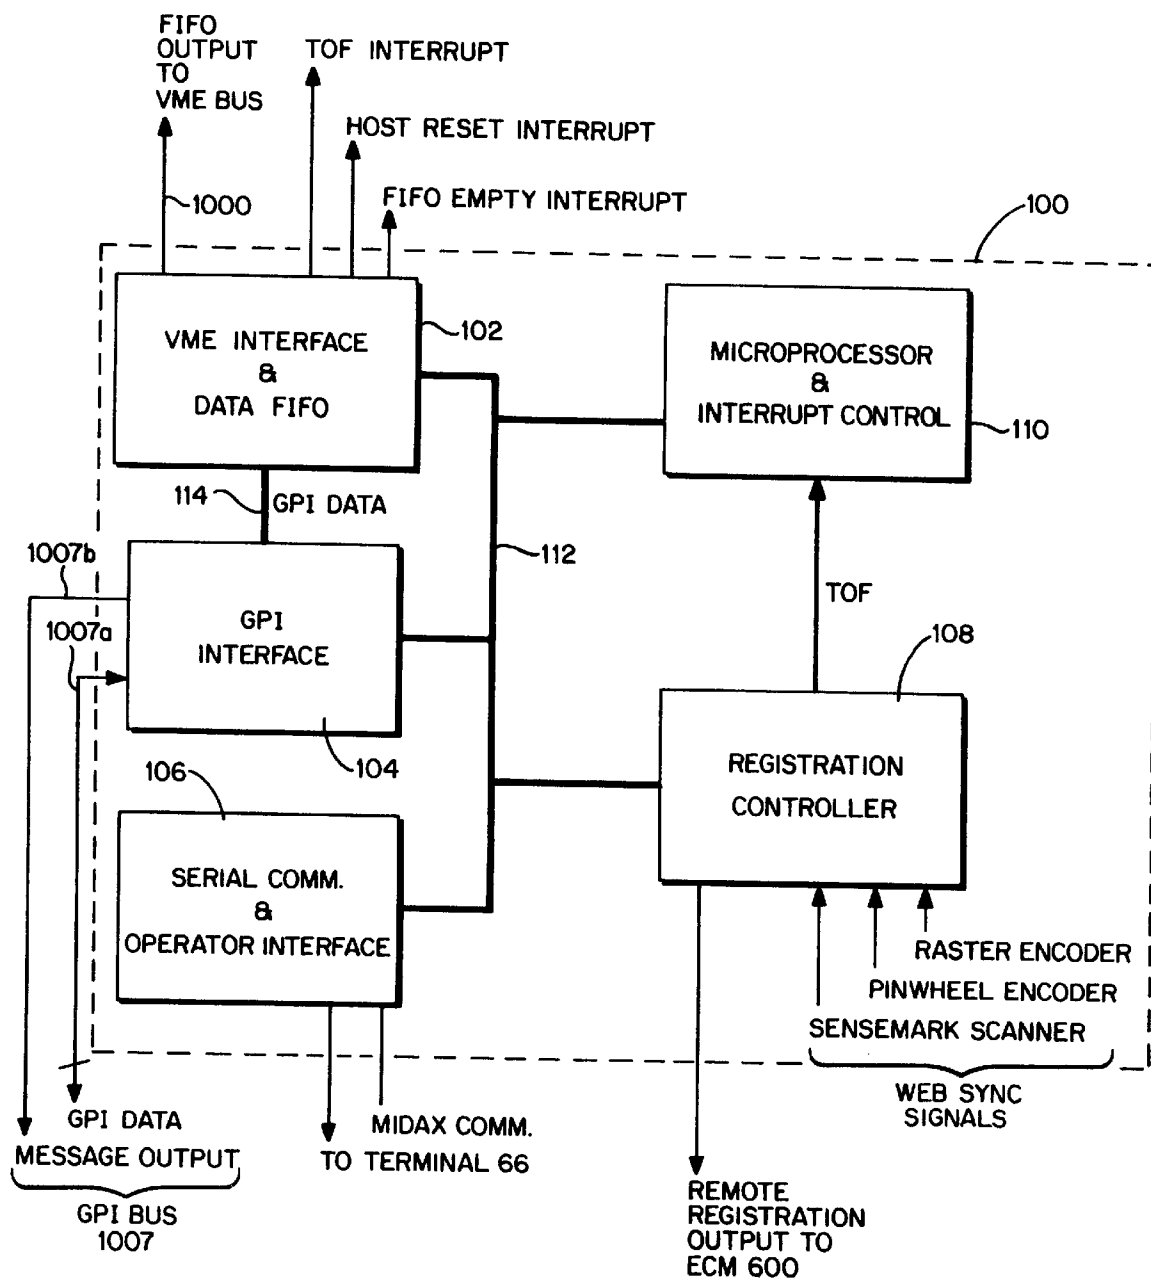 FIFO
OUTPUT
TO
VME BUS
TOF INTERRUPT
HOST RESET INTERRUPT
FIFO EMPTY INTERRUPT
1000
100
VME INTERFACE
&
DATA FIFO
102
MICROPROCESSOR
&
INTERRUPT CONTROL
110
114
GPI DATA
112
1007b
1007a
GPI
INTERFACE
104
TOF
108
REGISTRATION
CONTROLLER
106
SERIAL COMM.
&
OPERATOR INTERFACE
RASTER ENCODER
PINWHEEL ENCODER
SENSEMARK SCANNER
WEB SYNC
SIGNALS
GPI DATA
MESSAGE OUTPUT
GPI BUS
1007
MIDAX COMM.
TO TERMINAL 66
REMOTE
REGISTRATION
OUTPUT TO
ECM 600